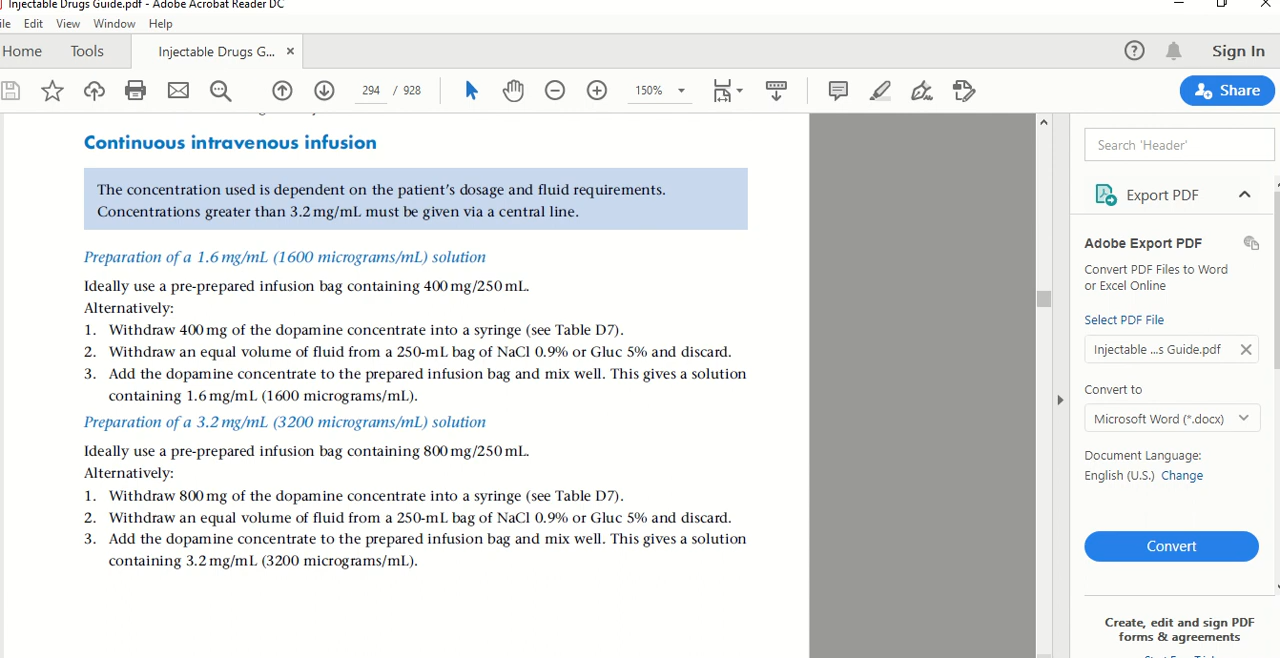 Injectable Drugs Guide.pdf - Adobe Acrobat Reader DC
ile Edit View Window Help
Home Tools Injectable Drugs G... × ? Sign In
294 / 928 150% Share
Continuous intravenous infusion
The concentration used is dependent on the patient's dosage and fluid requirements.
Concentrations greater than 3.2 mg/mL must be given via a central line.
Preparation of a 1.6 mg/mL (1600 micrograms/mL) solution
Ideally use a pre-prepared infusion bag containing 400 mg/250 mL.
Alternatively:
1. Withdraw 400 mg of the dopamine concentrate into a syringe (see Table D7).
2. Withdraw an equal volume of fluid from a 250-mL bag of NaCl 0.9% or Gluc 5% and discard.
3. Add the dopamine concentrate to the prepared infusion bag and mix well. This gives a solution
containing 1.6 mg/mL (1600 micrograms/mL).
Preparation of a 3.2 mg/mL (3200 micrograms/mL) solution
Ideally use a pre-prepared infusion bag containing 800 mg/250 mL.
Alternatively:
1. Withdraw 800 mg of the dopamine concentrate into a syringe (see Table D7).
2. Withdraw an equal volume of fluid from a 250-mL bag of NaCl 0.9% or Gluc 5% and discard.
3. Add the dopamine concentrate to the prepared infusion bag and mix well. This gives a solution
containing 3.2 mg/mL (3200 micrograms/mL).
Search 'Header'
Export PDF
Adobe Export PDF
Convert PDF Files to Word
or Excel Online
Select PDF File
Injectable ...s Guide.pdf
Convert to
Microsoft Word (*.docx)
Document Language:
English (U.S.) Change
Convert
Create, edit and sign PDF
forms & agreements